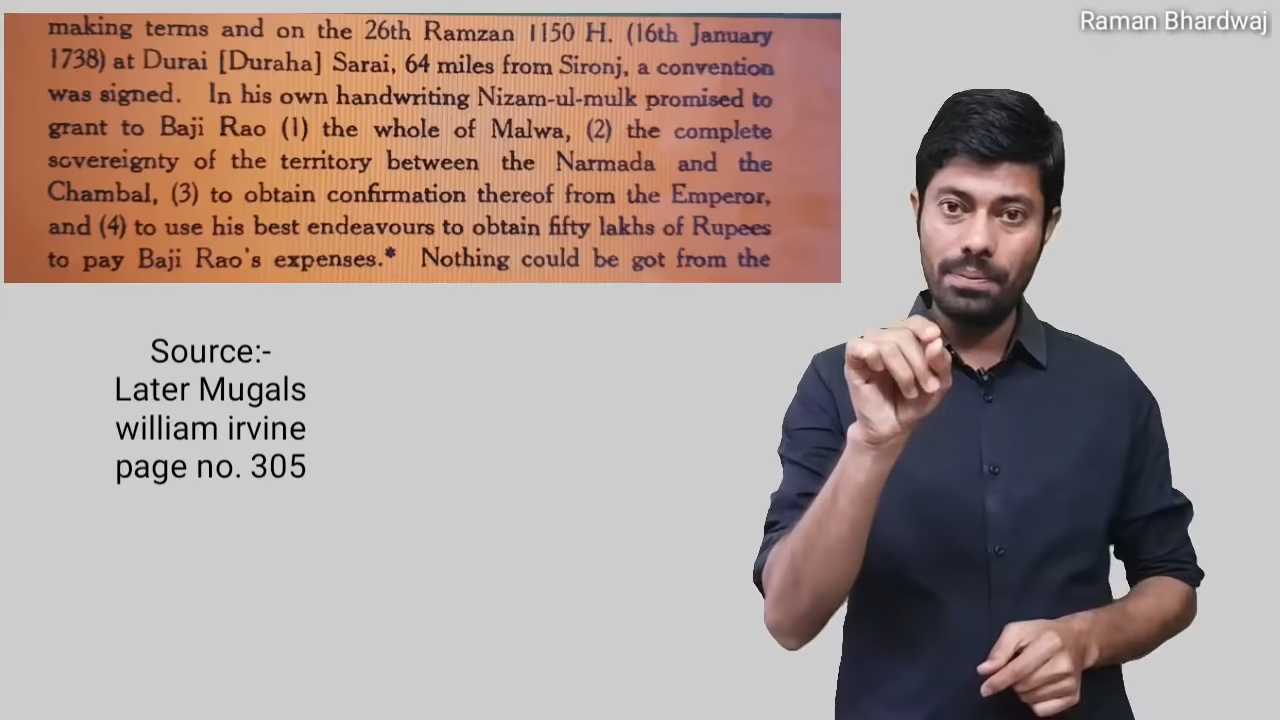 Raman Bhardwaj
making terms and on the 26th Ramzan 1150 H. (16th January
1738) at Durai [Duraha] Sarai, 64 miles from Sironj, a convention
was signed. In his own handwriting Nizam-ul-mulk promised to
grant to Baji Rao (1) the whole of Malwa, (2) the complete
sovereignty of the territory between the Narmada and the
Chambal, (3) to obtain confirmation thereof from the Emperor,
and (4) to use his best endeavours to obtain fifty lakhs of Rupees
to pay Baji Rao's expenses.* Nothing could be got from the
Source:-
Later Mugals
william irvine
page no. 305